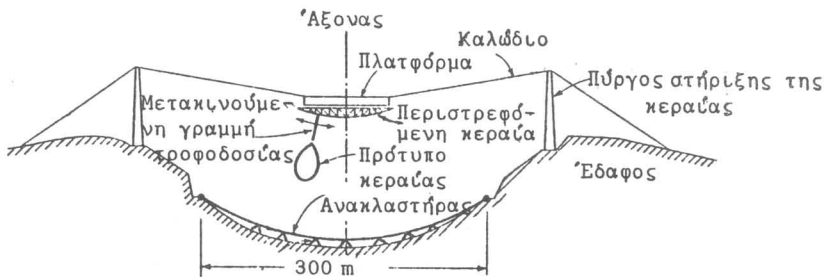 Άξονας
Καλώδιο
Πλατφόρμα
Πύργος στήριξης της
κεραίας
Μετακινούμε-
νη γραμμή
τροφοδοσίας
Περιστρεφό-
μενη κεραία
Πρότυπο
κεραίας
Έδαφος
Ανακλαστήρας
300 m